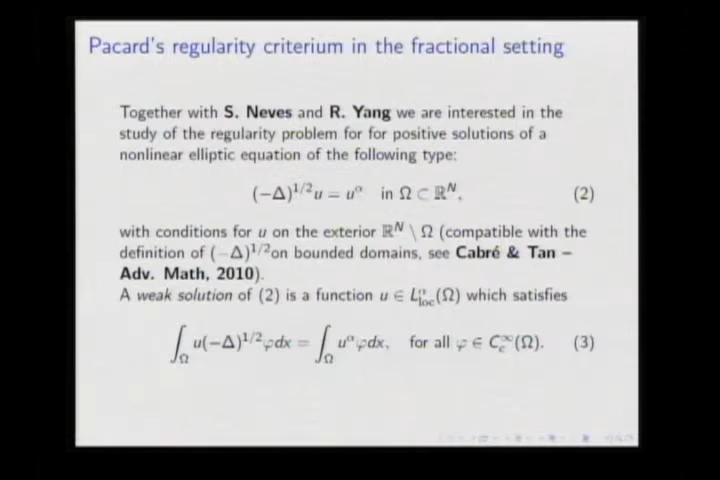 Pacard's regularity criterium in the fractional setting
Together with S. Neves and R. Yang we are interested in the
study of the regularity problem for for positive solutions of a
nonlinear elliptic equation of the following type:
(−Δ)^{1/2}u = u^α in Ω ⊂ ℝ^N, (2)
with conditions for u on the exterior ℝ^N \ Ω (compatible with the
definition of (−Δ)^{1/2}on bounded domains, see Cabré & Tan –
Adv. Math, 2010).
A weak solution of (2) is a function u ∈ L^α_{loc}(Ω) which satisfies
∫_Ω u(−Δ)^{1/2}φdx = ∫_Ω u^αφdx, for all φ ∈ C_c^∞(Ω). (3)